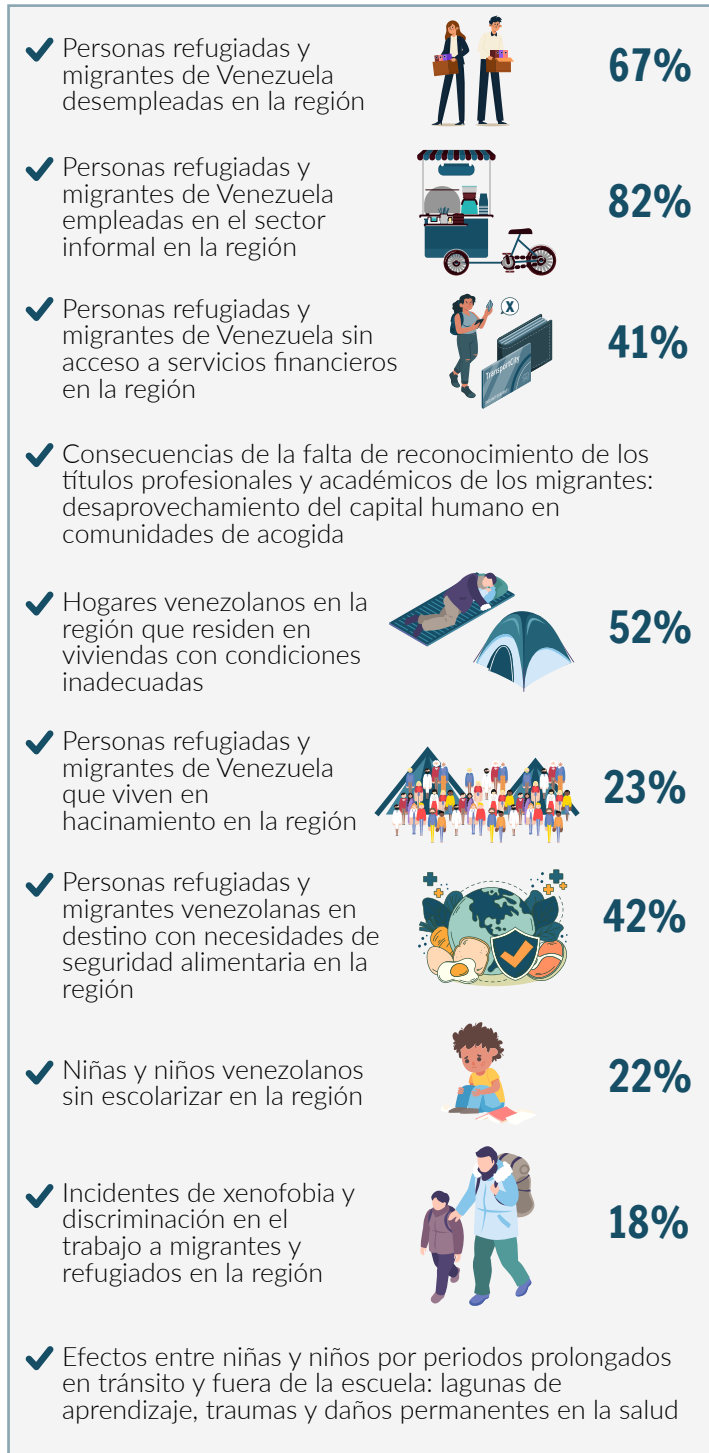 Personas refugiadas y
migrantes de Venezuela
desempleadas en la región
67%
Personas refugiadas y
migrantes de Venezuela
empleadas en el sector
informal en la región
82%
Personas refugiadas y
migrantes de Venezuela sin
acceso a servicios financieros
en la región
X
TransporCity
41%
Consecuencias de la falta de reconocimiento de los
títulos profesionales y académicos de los migrantes:
desaprovechamiento del capital humano en
comunidades de acogida
Hogares venezolanos en la
región que residen en
viviendas con condiciones
inadecuadas
52%
Personas refugiadas y
migrantes de Venezuela
que viven en
hacinamiento en la región
23%
Personas refugiadas y
migrantes venezolanas en
destino con necesidades de
seguridad alimentaria en la
región
42%
Niñas y niños venezolanos
sin escolarizar en la región
22%
Incidentes de xenofobia y
discriminación en el
trabajo a migrantes y
refugiados en la región
18%
Efectos entre niñas y niños por periodos prolongados
en tránsito y fuera de la escuela: lagunas de
aprendizaje, traumas y daños permanentes en la salud